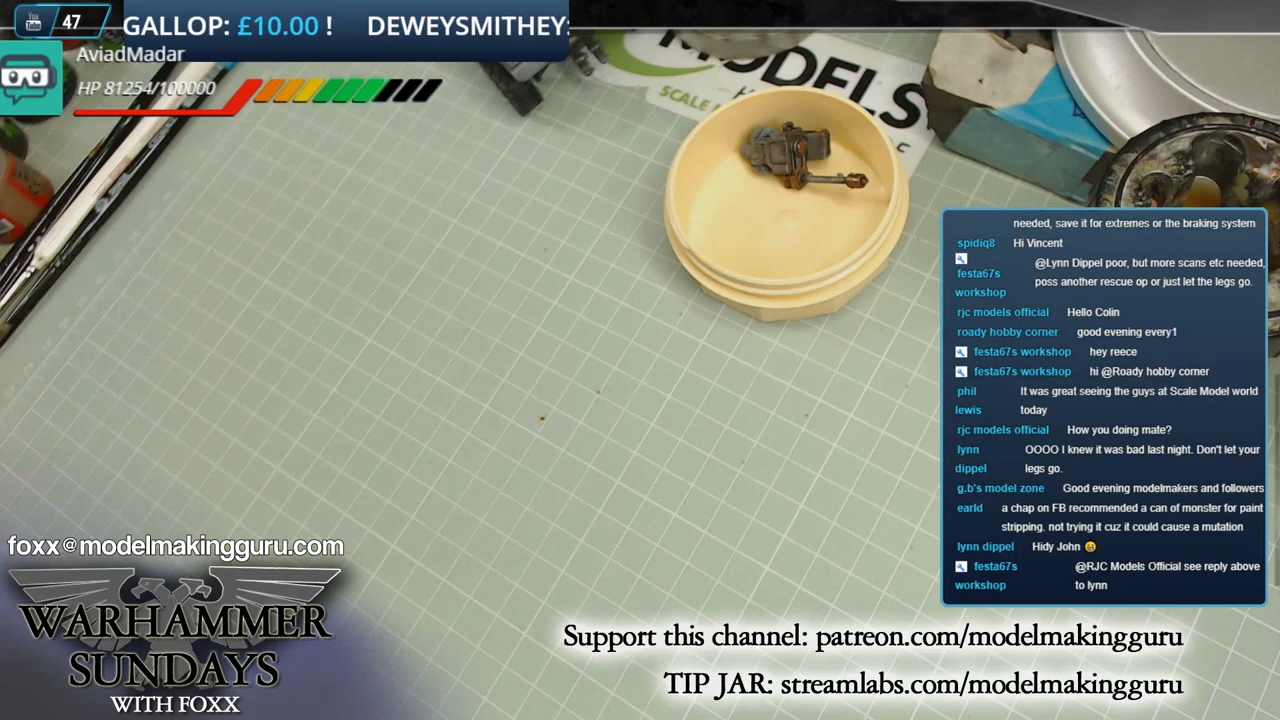 47
GALLOP: £10.00 ! DEWEYSMITHEY:
AviadMadar
HP 81254/100000
MODELS
SCALE
needed, save it for extremes or the braking system
spidiq8 Hi Vincent
festa67s workshop @Lynn Dippel poor, but more scans etc needed,
poss another rescue op or just let the legs go.
rjc models official Hello Colin
roady hobby corner good evening every1
festa67s workshop hey reece
festa67s workshop hi @Roady hobby corner
phil lewis It was great seeing the guys at Scale Model world
today
rjc models official How you doing mate?
lynn dippel OOOO I knew it was bad last night. Don't let your
legs go.
g.b's model zone Good evening modelmakers and followers
earld a chap on FB recommended a can of monster for paint
stripping. not trying it cuz it could cause a mutation
lynn dippel Hidy John
festa67s workshop @RJC Models Official see reply above
to lynn
foxx@modelmakingguru.com
WARHAMMER
SUNDAYS
WITH FOXX
Support this channel: patreon.com/modelmakingguru
TIP JAR: streamlabs.com/modelmakingguru